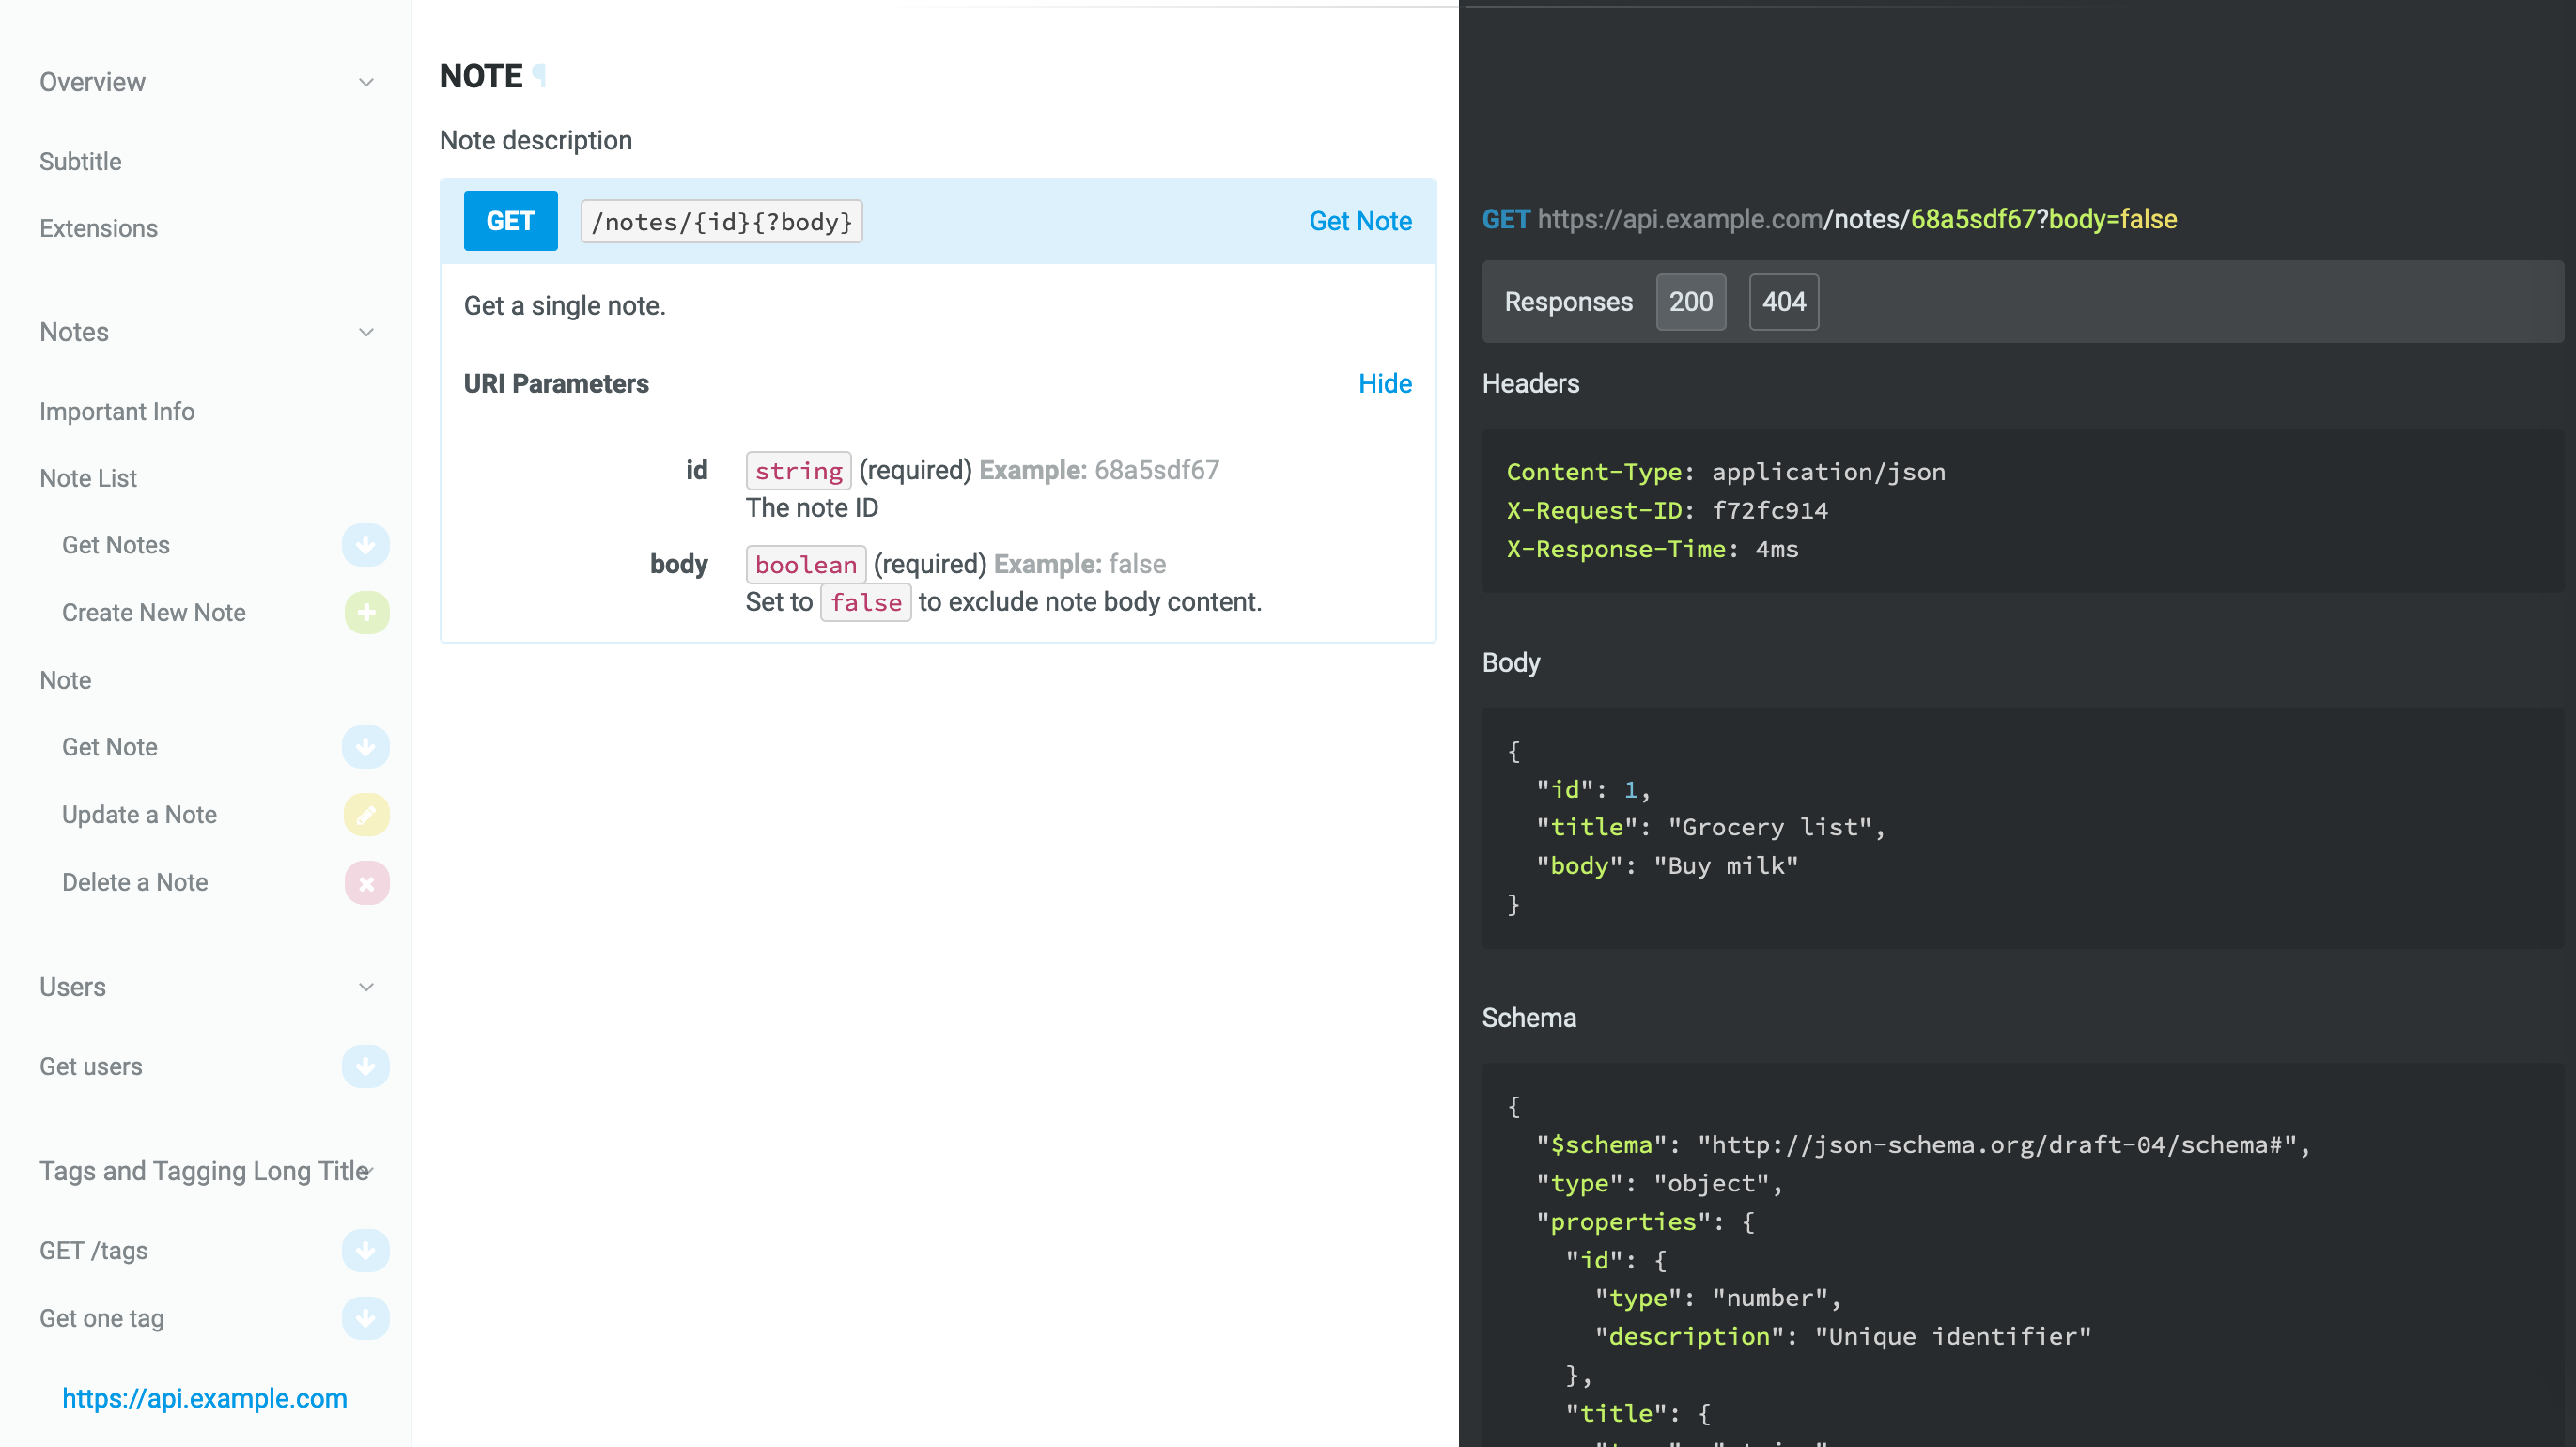 Overview
Subtitle
Extensions
Notes
Important Info
Note List
Get Notes
Create New Note
Note
Get Note
Update a Note
Delete a Note
Users
Get users
Tags and Tagging Long Title
GET /tags
Get one tag
https://api.example.com
NOTE ¶
Note description
GET /notes/{id}{?body} Get Note
Get a single note.
URI Parameters Hide
id string (required) Example: 68a5sdf67
The note ID
body boolean (required) Example: false
Set to false to exclude note body content.
GET https://api.example.com/notes/68a5sdf67?body=false
Responses 200 404
Headers
Content-Type: application/json
X-Request-ID: f72fc914
X-Response-Time: 4ms
Body
{
  "id": 1,
  "title": "Grocery list",
  "body": "Buy milk"
}
Schema
{
  "$schema": "http://json-schema.org/draft-04/schema#",
  "type": "object",
  "properties": {
    "id": {
      "type": "number",
      "description": "Unique identifier"
    },
    "title": {